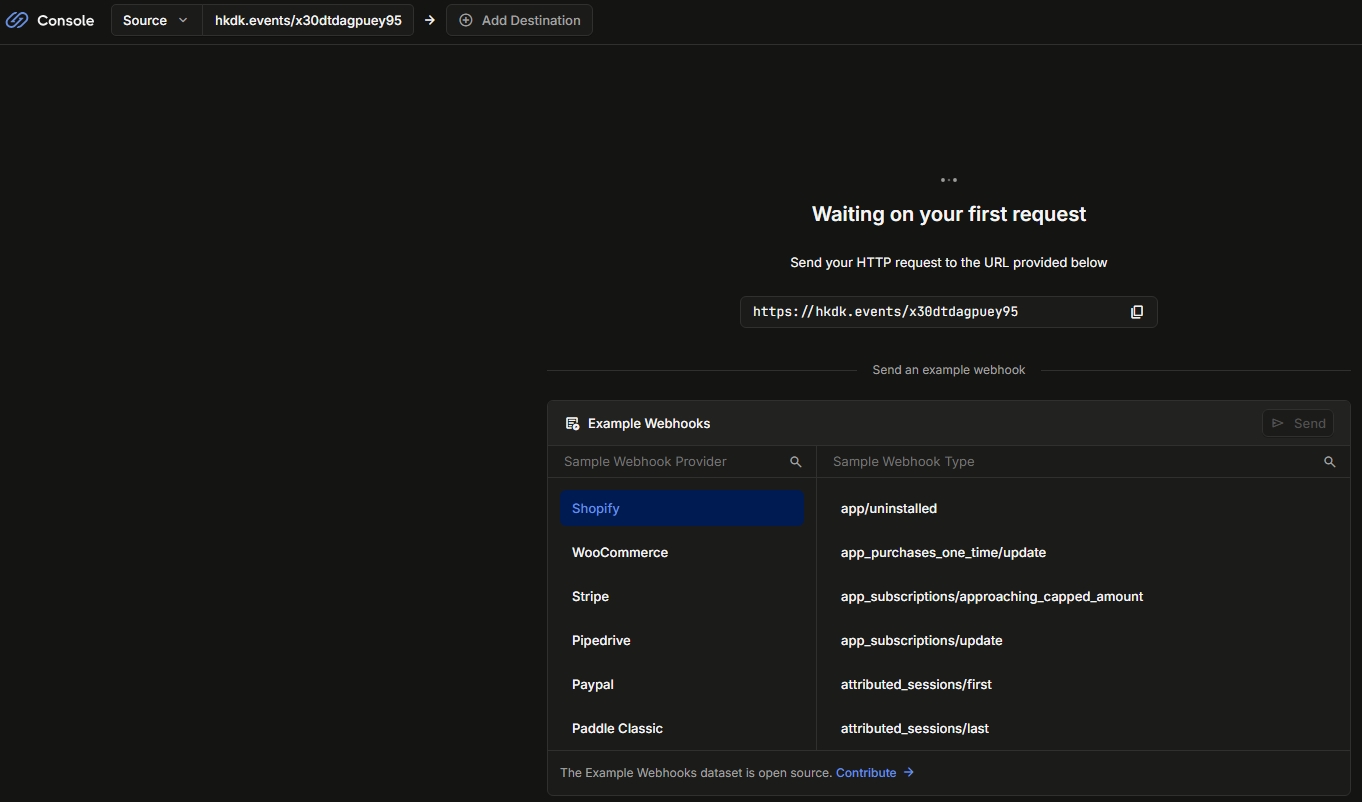 Console Source hkdk.events/x30dtdagpuey95 → Add Destination
Waiting on your first request
Send your HTTP request to the URL provided below
https://hkdk.events/x30dtdagpuey95
Send an example webhook
Example Webhooks Send
Sample Webhook Provider Sample Webhook Type
Shopify app/uninstalled
WooCommerce app_purchases_one_time/update
Stripe app_subscriptions/approaching_capped_amount
Pipedrive app_subscriptions/update
Paypal attributed_sessions/first
Paddle Classic attributed_sessions/last
The Example Webhooks dataset is open source. Contribute →